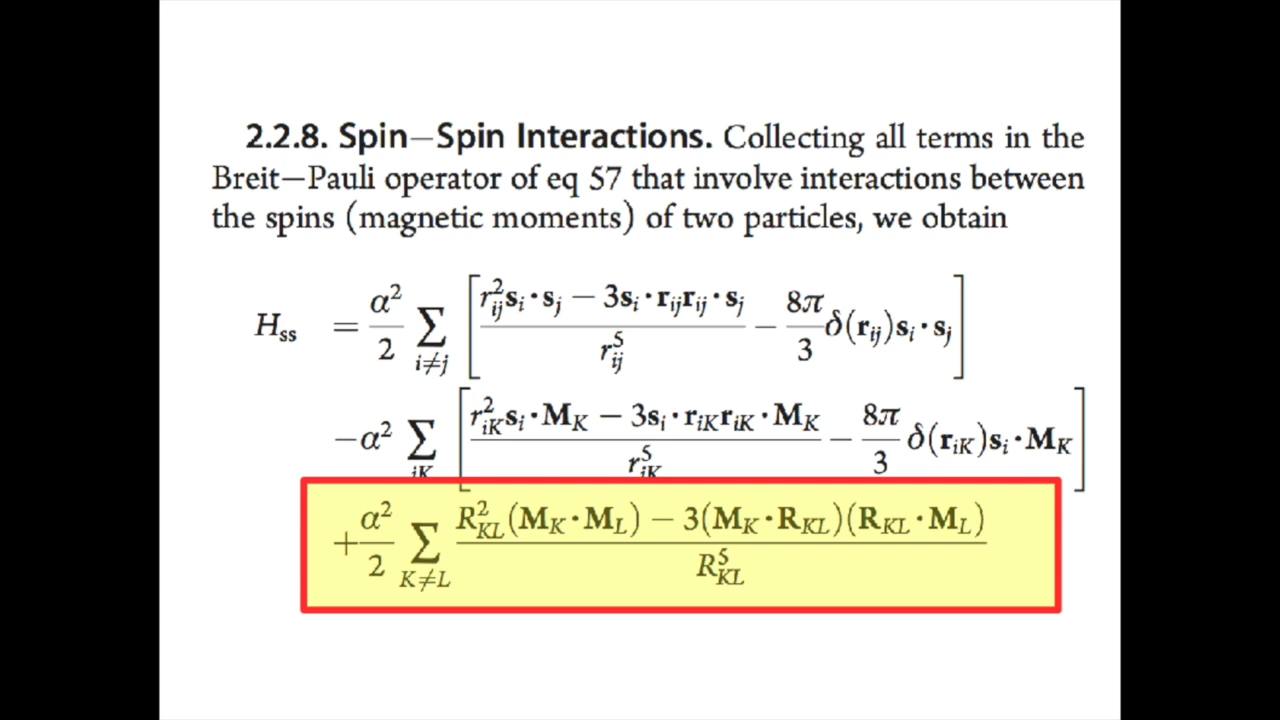 2.2.8. Spin−Spin Interactions. Collecting all terms in the
Breit−Pauli operator of eq 57 that involve interactions between
the spins (magnetic moments) of two particles, we obtain
H_ss = α²/2 ∑_{i≠j} [ (r_ij² s_i · s_j − 3s_i · r_ij r_ij · s_j) / r_ij⁵ − 8π/3 δ(r_ij) s_i · s_j ]
−α² ∑_{iK} [ (r_iK² s_i · M_K − 3s_i · r_iK r_iK · M_K) / r_iK⁵ − 8π/3 δ(r_iK) s_i · M_K ]
+α²/2 ∑_{K≠L} (R_KL² (M_K · M_L) − 3(M_K · R_KL)(R_KL · M_L)) / R_KL⁵